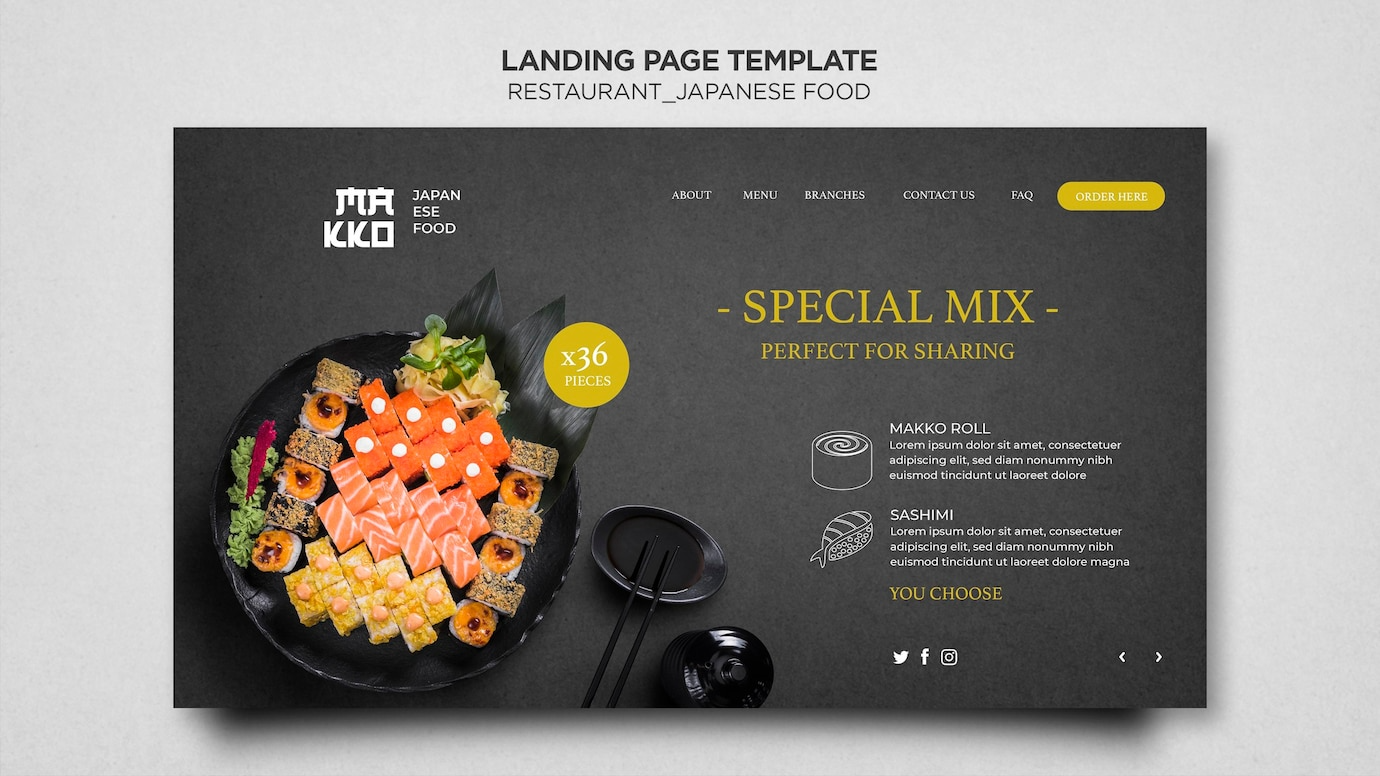 LANDING PAGE TEMPLATE
RESTAURANT_JAPANESE FOOD
MAKKO
JAPAN
ESE
FOOD
ABOUT MENU BRANCHES CONTACT US FAQ ORDER HERE
- SPECIAL MIX -
PERFECT FOR SHARING
x36
PIECES
MAKKO ROLL
Lorem ipsum dolor sit amet, consectetuer
adipiscing elit, sed diam nonummy nibh
euismod tincidunt ut laoreet dolore
SASHIMI
Lorem ipsum dolor sit amet, consectetuer
adipiscing elit, sed diam nonummy nibh
euismod tincidunt ut laoreet dolore magna
YOU CHOOSE